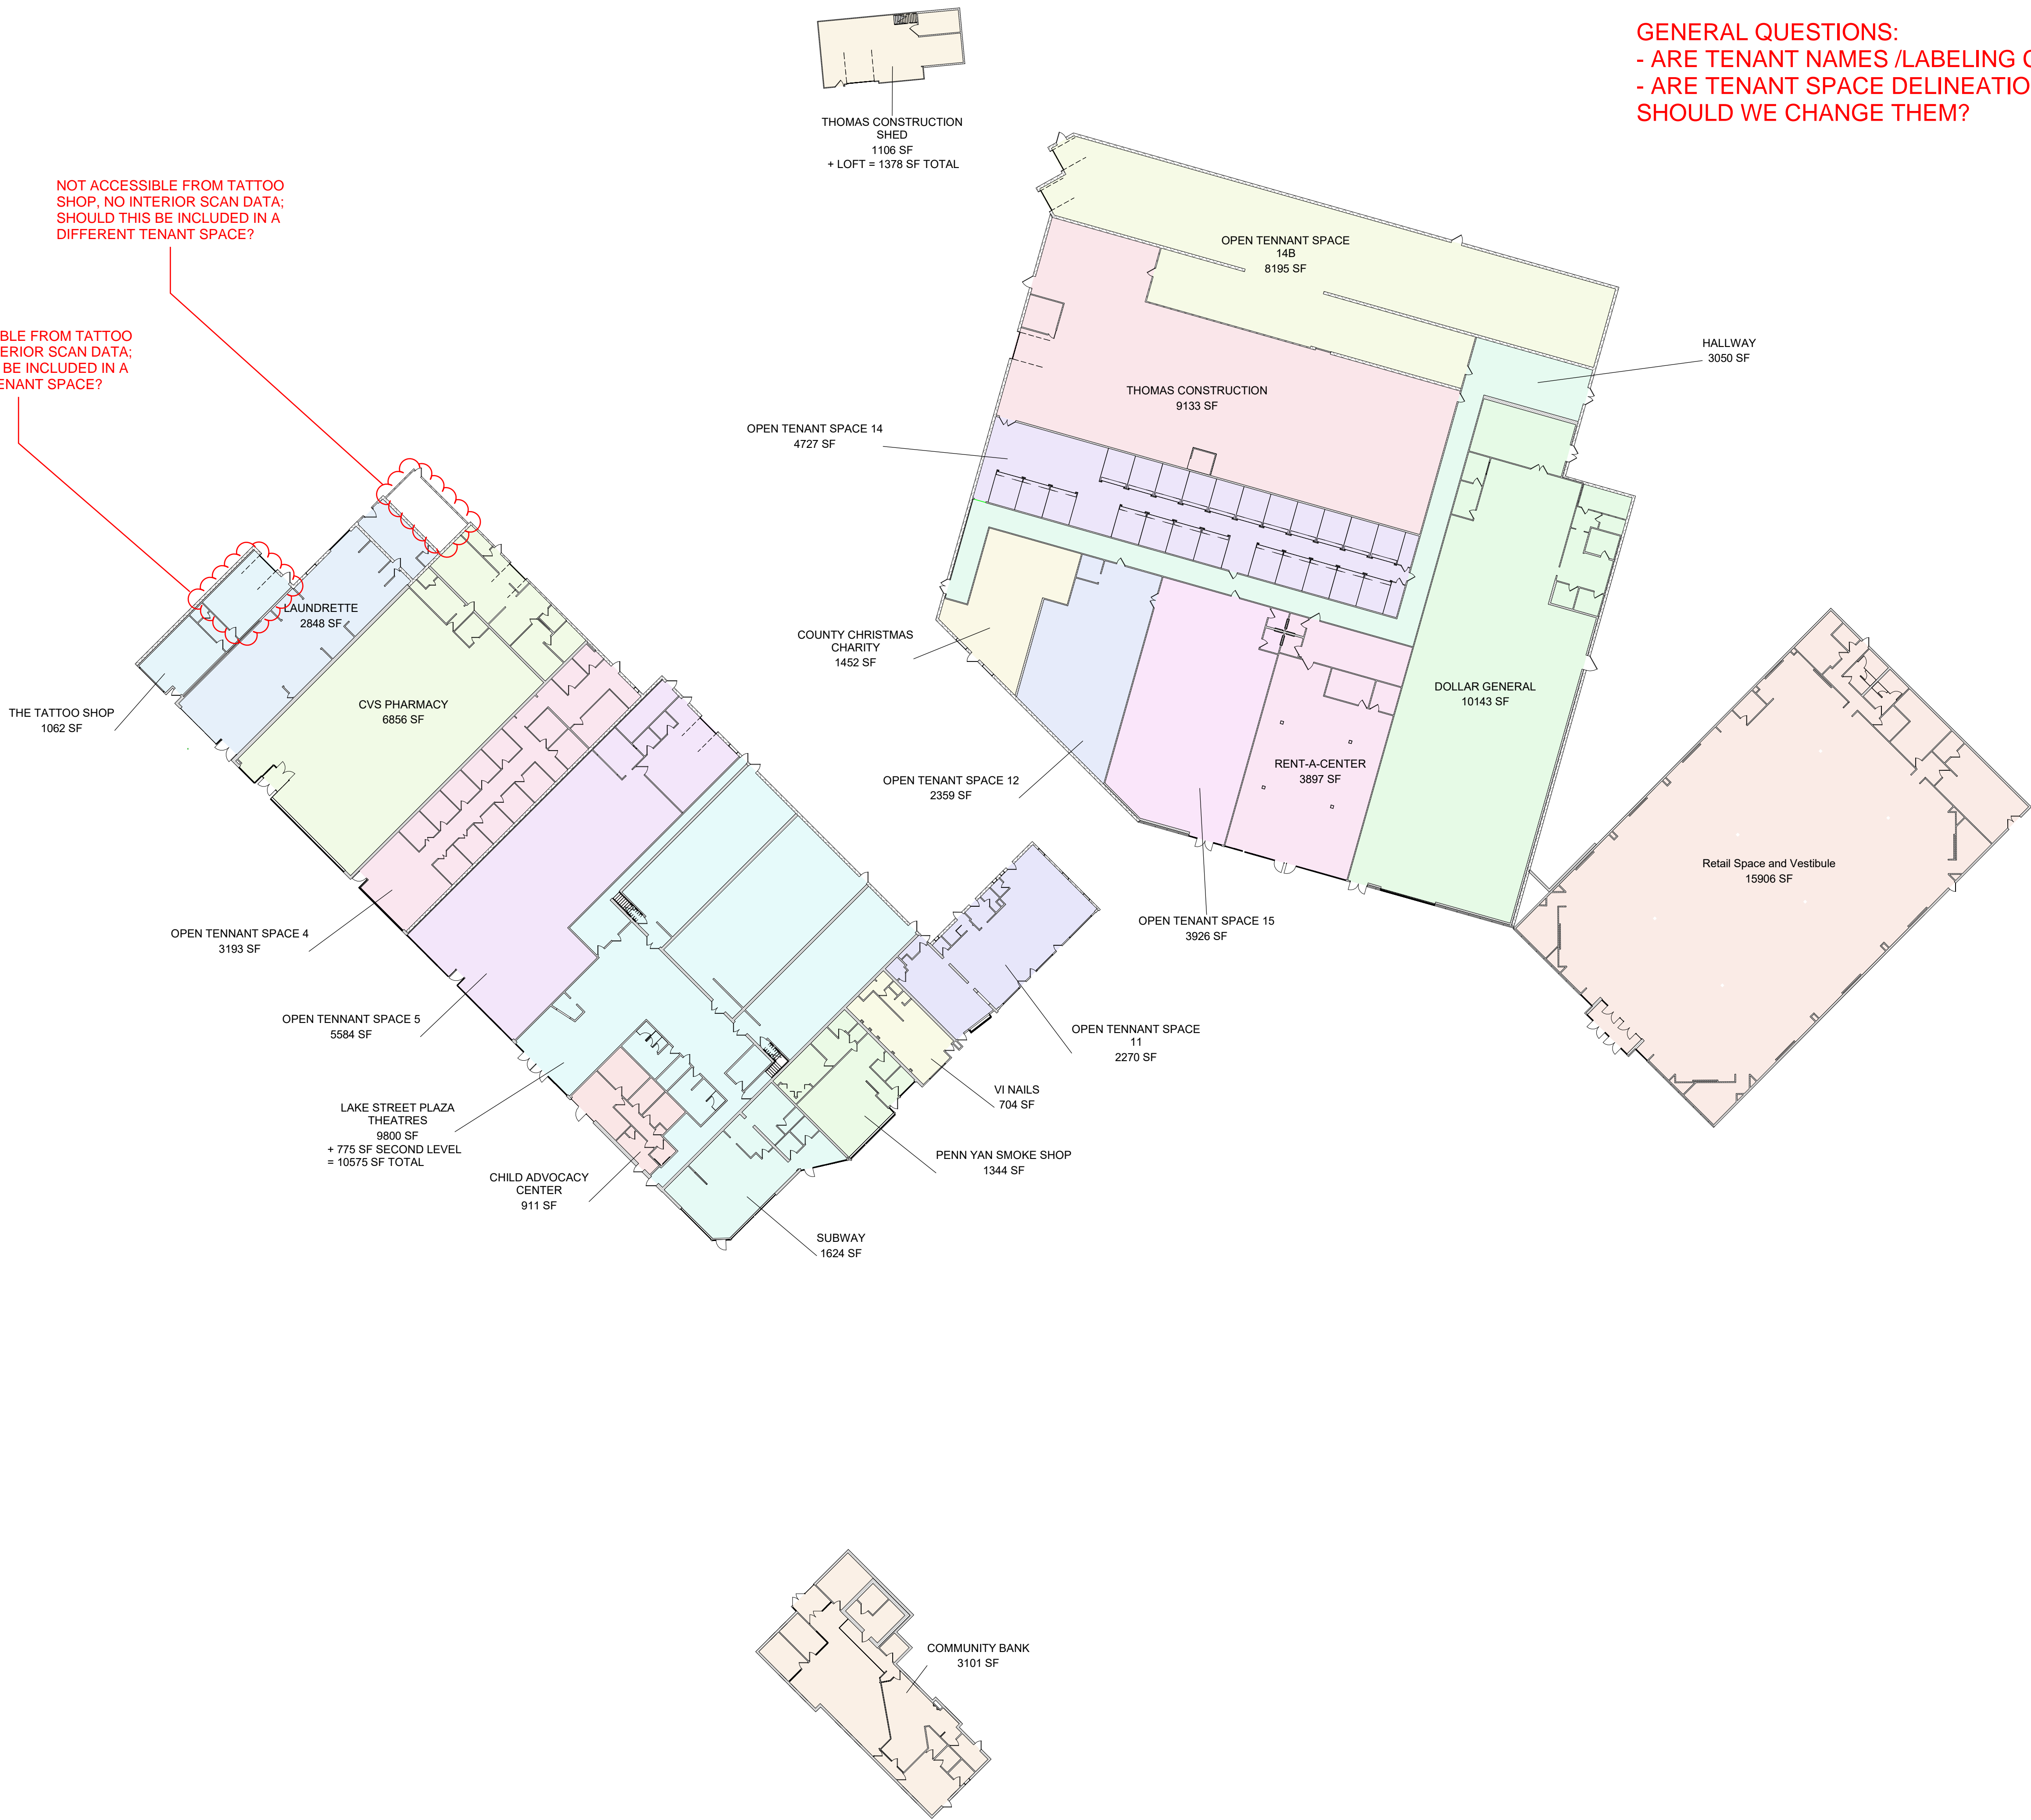 GENERAL QUESTIONS:
- ARE TENANT NAMES /LABELING
- ARE TENANT SPACE
SHOULD WE CHANGE THEM?
THOMAS CONSTRUCTION
SHED
1106 SF
+ LOFT = 1378 SF TOTAL
NOT ACCESSIBLE FROM TATTOO
SHOP, NO INTERIOR SCAN DATA;
SHOULD THIS BE INCLUDED IN A
DIFFERENT TENANT SPACE?
FROM TATTOO
SCAN DATA;
BE INCLUDED IN A
SPACE?
OPEN TENNANT SPACE
14B
8195 SF
HALLWAY
3050 SF
THOMAS CONSTRUCTION
9133 SF
OPEN TENANT SPACE 14
4727 SF
LAUNDRETTE
2848 SF
COUNTY CHRISTMAS
CHARITY
1452 SF
THE TATTOO SHOP
1062 SF
CVS PHARMACY
6856 SF
DOLLAR GENERAL
10143 SF
OPEN TENANT SPACE 12
2359 SF
RENT-A-CENTER
3897 SF
Retail Space and Vestibule
15906 SF
OPEN TENANT SPACE 15
3926 SF
OPEN TENNANT SPACE 4
3193 SF
OPEN TENNANT SPACE 5
5584 SF
OPEN TENNANT SPACE
11
2270 SF
VI NAILS
704 SF
LAKE STREET PLAZA
THEATRES
9800 SF
+ 775 SF SECOND LEVEL
= 10575 SF TOTAL
PENN YAN SMOKE SHOP
1344 SF
CHILD ADVOCACY
CENTER
911 SF
SUBWAY
1624 SF
COMMUNITY BANK
3101 SF